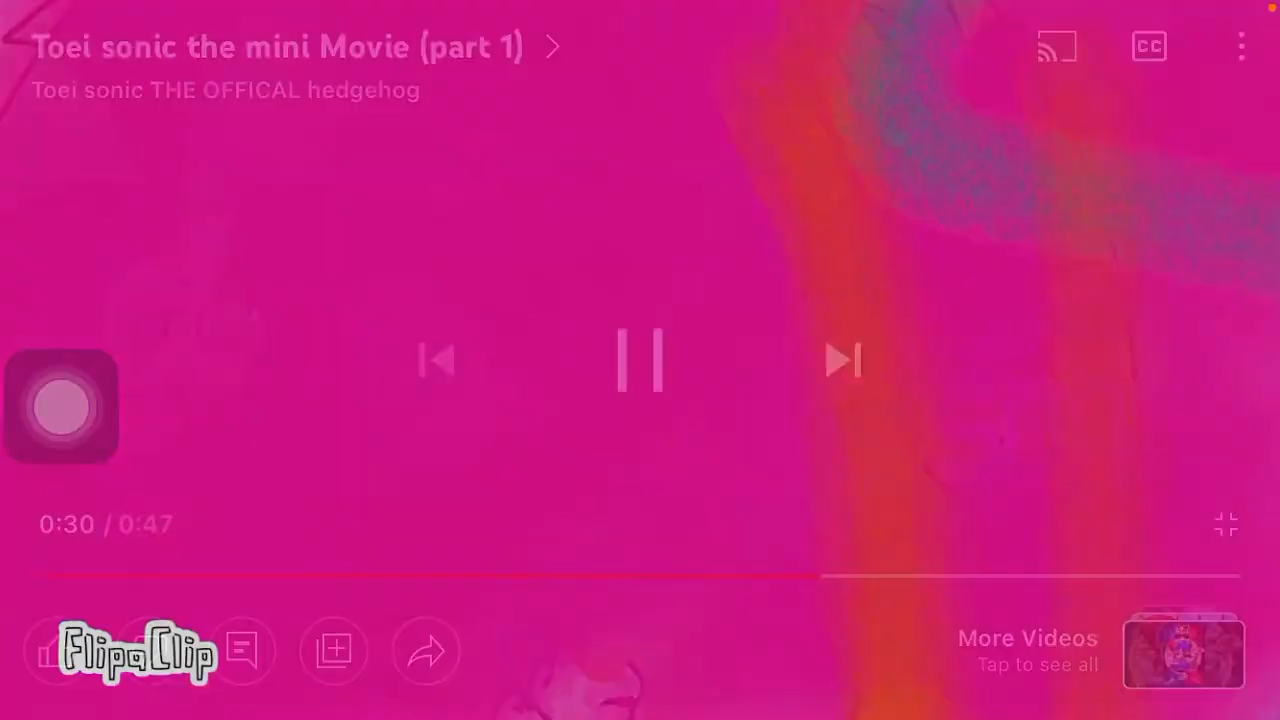 Toei sonic the mini Movie (part 1)
Toei sonic THE OFFICAL hedgehog
CC
0:30 / 0:47
FlipaClip
More Videos
Tap to see all